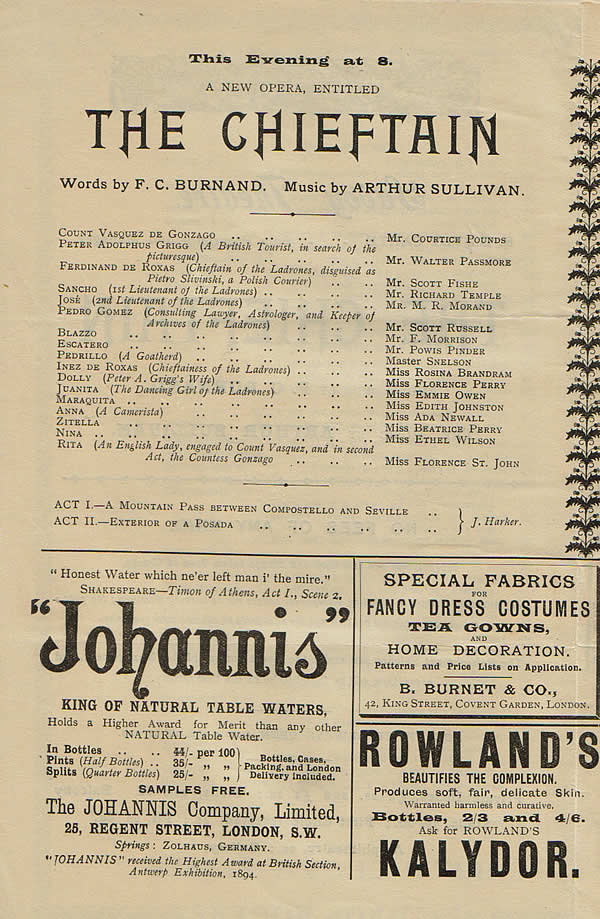 This Evening at 8.
A NEW OPERA, ENTITLED
THE CHIEFTAIN
Words by F. C. BURNAND. Music by ARTHUR SULLIVAN.
COUNT VASQUEZ DE GONZAGO .. .. .. .. .. Mr. COURTICE POUNDS
PETER ADOLPHUS GRIGG (A British Tourist, in search of the
picturesque) .. .. .. .. .. Mr. WALTER PASSMORE
FERDINAND DE ROXAS (Chieftain of the Ladrones, disguised as
Pietro Slivinski, a Polish Courier) .. .. Mr. SCOTT FISHE
SANCHO (1st Lieutenant of the Ladrones) .. .. .. .. Mr. RICHARD TEMPLE
JOSÉ (2nd Lieutenant of the Ladrones) .. .. .. .. Mr. M. R. MORAND
PEDRO GOMEZ (Consulting Lawyer, Astrologer, and Keeper of
Archives of the Ladrones) .. .. .. Mr. SCOTT RUSSELL
BLAZZO .. .. .. .. .. .. .. Mr. F. MORRISON
ESCATERO .. .. .. .. .. .. .. Mr. POWIS PINDER
PEDRILLO (A Goatherd) .. .. .. .. .. Master SNELSON
INEZ DE ROXAS (Chieftainess of the Ladrones) .. .. .. Miss ROSINA BRANDRAM
DOLLY (Peter A. Grigg's Wife) .. .. .. .. .. Miss FLORENCE PERRY
JUANITA (The Dancing Girl of the Ladrones) .. .. .. Miss EMMIE OWEN
MARAQUITA .. .. .. .. .. .. .. Miss EDITH JOHNSTON
ANNA (A Camerista) .. .. .. .. .. .. Miss ADA NEWALL
ZITELLA .. .. .. .. .. .. .. Miss BEATRICE PERRY
NINA .. .. .. .. .. .. .. .. Miss ETHEL WILSON
RITA (An English Lady, engaged to Count Vasquez, and in second
Act, the Countess Gonzago .. .. .. Miss FLORENCE ST. JOHN
ACT I.—A MOUNTAIN PASS BETWEEN COMPOSTELLO AND SEVILLE ..
ACT II.—EXTERIOR OF A POSADA .. .. .. .. .. .. } J. Harker.
“ Honest Water which ne'er left man i' the mire.”
SHAKESPEARE—Timon of Athens, Act I., Scene 2.
“Johannis”
KING OF NATURAL TABLE WATERS,
Holds a Higher Award for Merit than any other
NATURAL Table Water.
In Bottles .. .. .. 44/- per 100
Pints (Half Bottles) .. 35/- „ „
Splits (Quarter Bottles) 25/- „ „
Bottles, Cases,
Packing, and London
Delivery included.
SAMPLES FREE.
The JOHANNIS Company, Limited,
25, REGENT STREET, LONDON, S.W.
Springs: ZOLHAUS, GERMANY.
“JOHANNIS” received the Highest Award at British Section,
Antwerp Exhibition, 1894.
SPECIAL FABRICS
FOR
FANCY DRESS COSTUMES
TEA GOWNS,
AND
HOME DECORATION.
Patterns and Price Lists on Application.
B. BURNET & CO.,
42, KING STREET, COVENT GARDEN, LONDON.
ROWLAND'S
BEAUTIFIES THE COMPLEXION.
Produces soft, fair, delicate Skin.
Warranted harmless and curative.
Bottles, 2/3 and 4/6.
Ask for ROWLAND'S
KALYDOR.